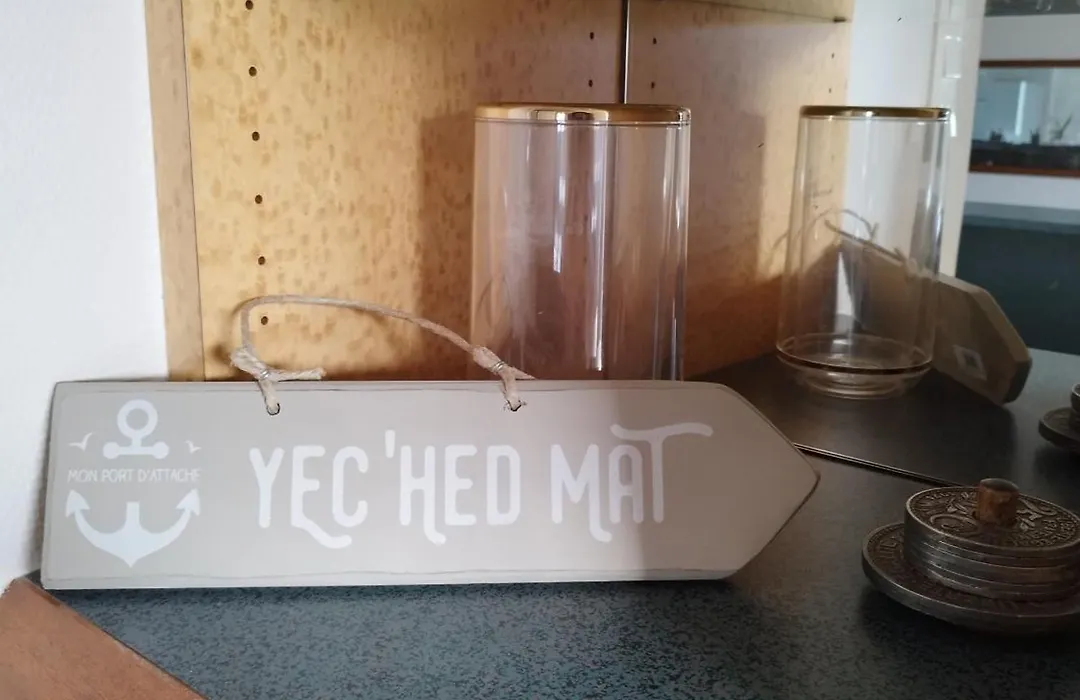 MON PORT D'ATTACHE
YEC'HED MAT